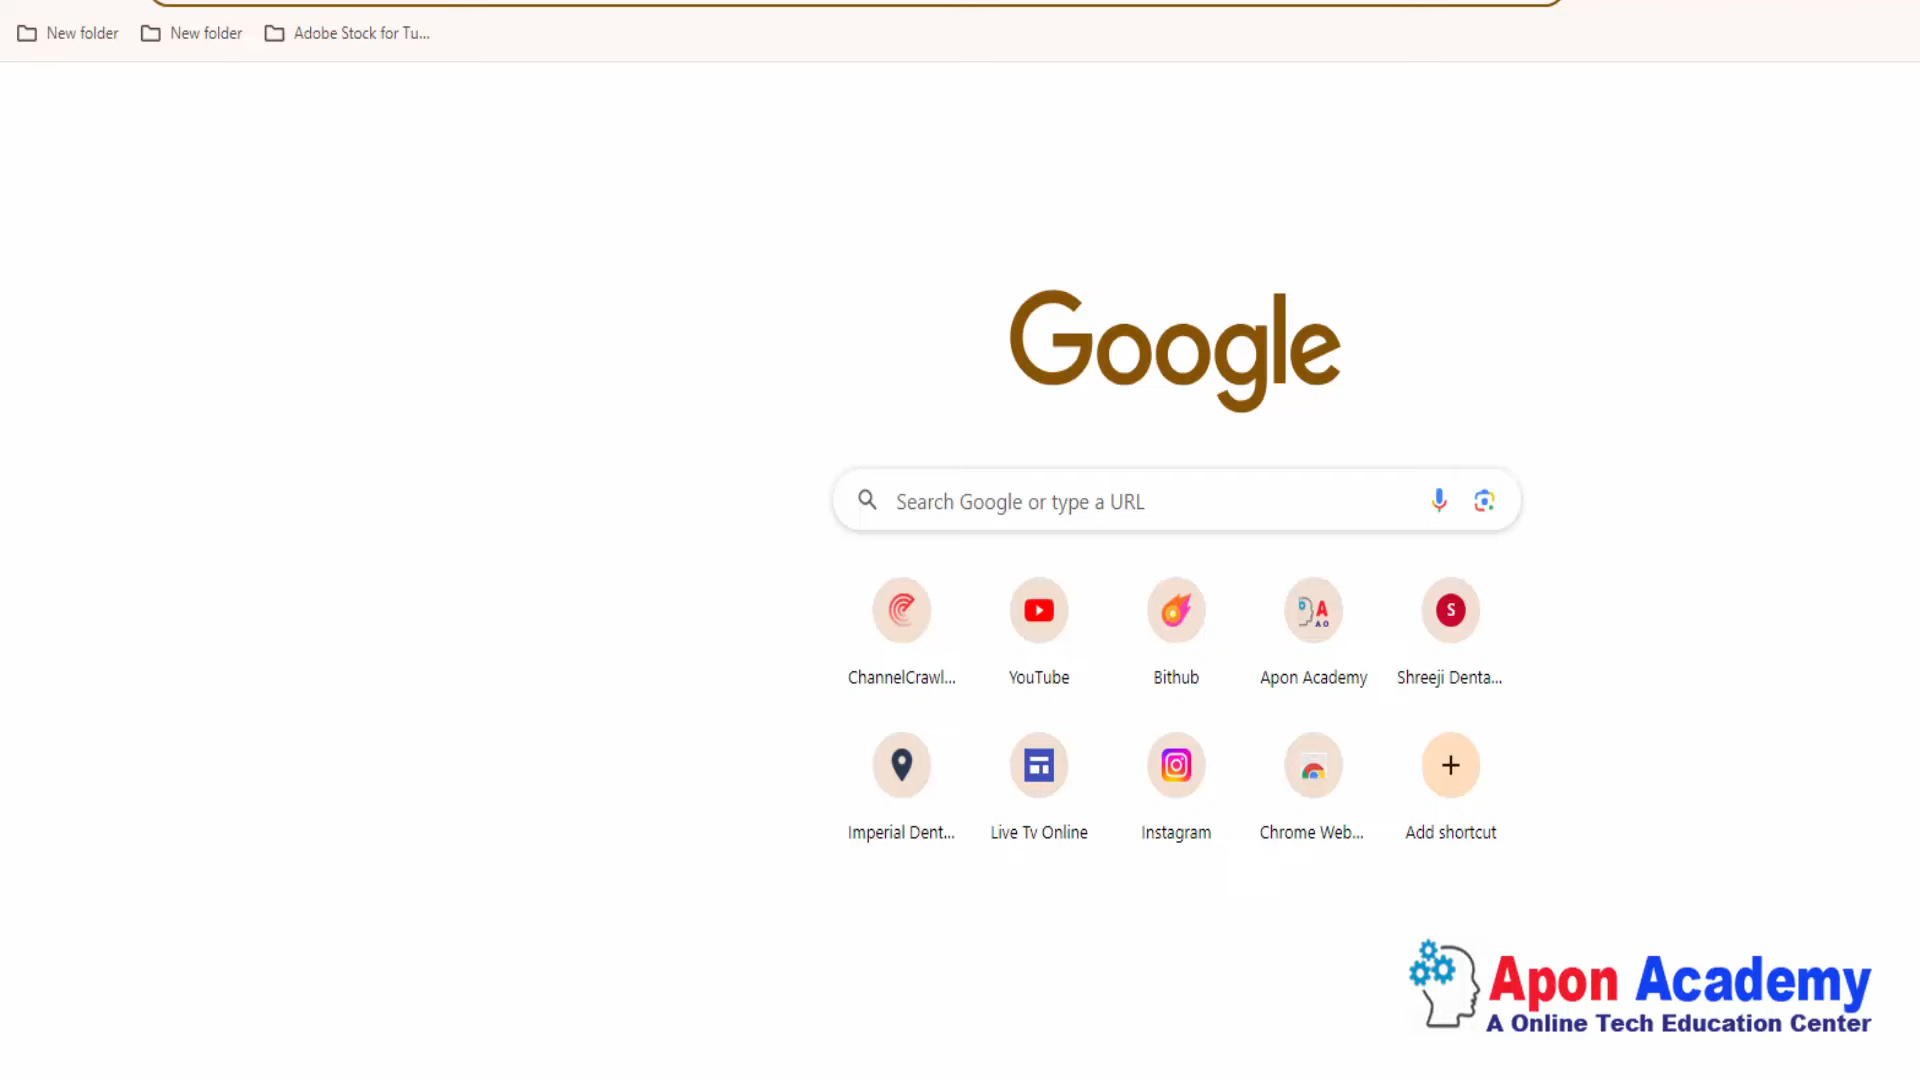 New folder
New folder
Adobe Stock for Tu...
Google
Search Google or type a URL
ChannelCrawl...
YouTube
Bithub
Apon Academy
Shreeji Denta...
Imperial Dent...
Live Tv Online
Instagram
Chrome Web...
Add shortcut
Apon Academy
A Online Tech Education Center